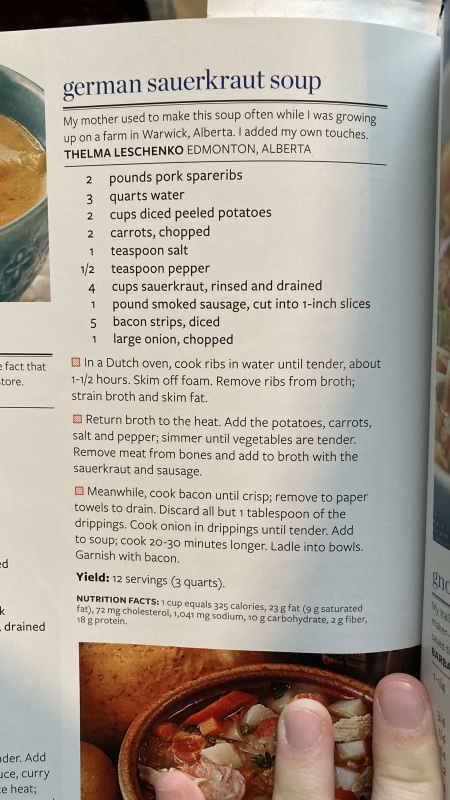 german sauerkraut soup
My mother used to make this soup often while I was growing
up on a farm in Warwick, Alberta. I added my own touches.
THELMA LESCHENKO EDMONTON, ALBERTA
2 pounds pork spareribs
3 quarts water
2 cups diced peeled potatoes
2 carrots, chopped
1 teaspoon salt
1/2 teaspoon pepper
4 cups sauerkraut, rinsed and drained
1 pound smoked sausage, cut into 1-inch slices
5 bacon strips, diced
1 large onion, chopped
In a Dutch oven, cook ribs in water until tender, about
1-1/2 hours. Skim off foam. Remove ribs from broth;
strain broth and skim fat.
Return broth to the heat. Add the potatoes, carrots,
salt and pepper; simmer until vegetables are tender.
Remove meat from bones and add to broth with the
sauerkraut and sausage.
Meanwhile, cook bacon until crisp; remove to paper
towels to drain. Discard all but 1 tablespoon of the
drippings. Cook onion in drippings until tender. Add
to soup; cook 20-30 minutes longer. Ladle into bowls.
Garnish with bacon.
Yield: 12 servings (3 quarts).
NUTRITION FACTS: 1 cup equals 325 calories, 23 g fat (9 g saturated
fat), 72 mg cholesterol, 1,041 mg sodium, 10 g carbohydrate, 2 g fiber,
18 g protein.
e fact that
store.
ed
k
, drained
nder. Add
uce, curry
e heat;
gno
My Ita
maker
BARBA
1-1/4
3/4
1/4